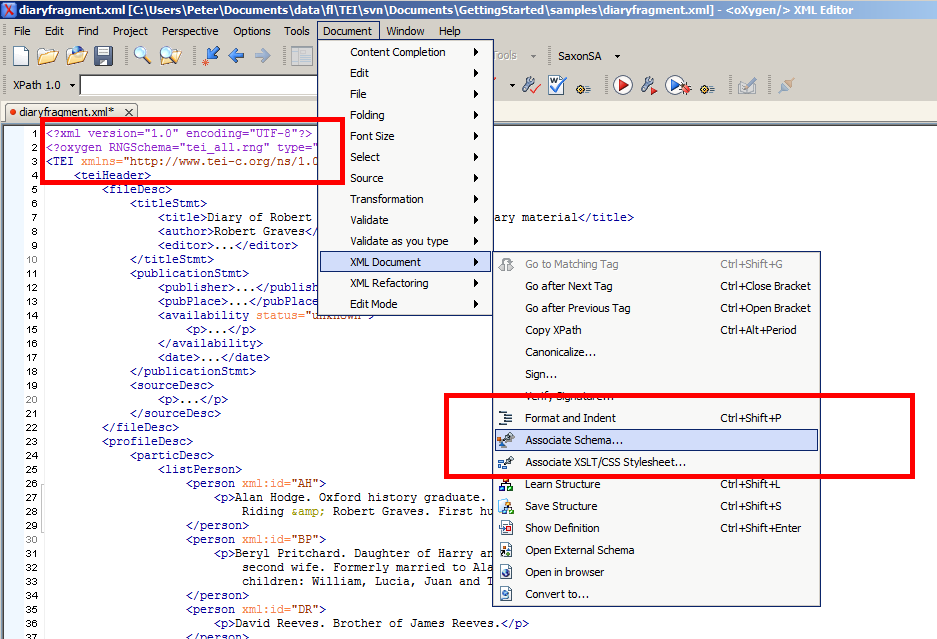 diaryfragment.xml [C:\Users\Peter\Documents\data\fl\TEI\svn\Documents\GettingStarted\samples\diaryfragment.xml] - <oXygen/> XML Editor
File Edit Find Project Perspective Options Tools Document Window Help
SaxonSA
XPath 1.0
diaryfragment.xml*
Content Completion
Edit
File
Folding
Font Size
Select
Source
Transformation
Validate
Validate as you type
XML Document
XML Refactoring
Edit Mode
1 <?xml version="1.0" encoding="UTF-8"?>
2 <?oxygen RNGSchema="tei_all.rng" type="
3 <TEI xmlns="http://www.tei-c.org/ns/1.0
4 <teiHeader>
5 <fileDesc>
6 <titleStmt>
7 <title>Diary of Robert ary material</title>
8 <author>Robert Graves</
9 <editor>...</editor>
10 </titleStmt>
11 <publicationStmt>
12 <publisher>...</publish
13 <pubPlace>...</pubPlace
14 <availability status="unknown">
15 <p>...</p>
16 </availability>
17 <date>...</date>
18 </publicationStmt>
19 <sourceDesc>
20 <p>...</p>
21 </sourceDesc>
22 </fileDesc>
23 <profileDesc>
24 <particDesc>
25 <listPerson>
26 <person xml:id="AH">
27 <p>Alan Hodge. Oxford history graduate.
28 Riding &amp; Robert Graves. First hu
29 </person>
30 <person xml:id="BP">
31 <p>Beryl Pritchard. Daughter of Harry an
32 second wife. Formerly married to Ala
33 children: William, Lucia, Juan and T
34 </person>
35 <person xml:id="DR">
36 <p>David Reeves. Brother of James Reeves.</p>
37 </person>
Go to Matching Tag Ctrl+Shift+G
Go after Next Tag Ctrl+Close Bracket
Go after Previous Tag Ctrl+Open Bracket
Copy XPath Ctrl+Alt+Period
Canonicalize...
Sign...
Verify Signature...
Format and Indent Ctrl+Shift+P
Associate Schema...
Associate XSLT/CSS Stylesheet...
Learn Structure Ctrl+Shift+L
Save Structure Ctrl+Shift+S
Show Definition Ctrl+Shift+Enter
Open External Schema
Open in browser
Convert to...